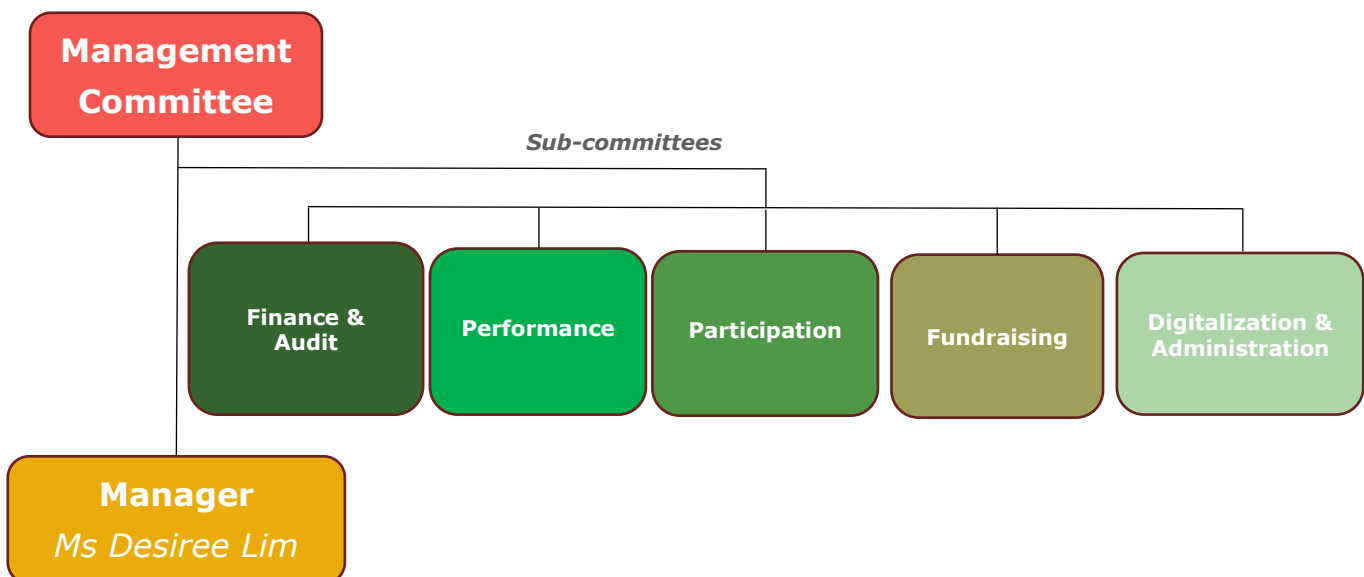 Management
Committee
Sub-committees
Finance &
Audit
Performance
Participation
Fundraising
Digitalization &
Administration
Manager
Ms Desiree Lim